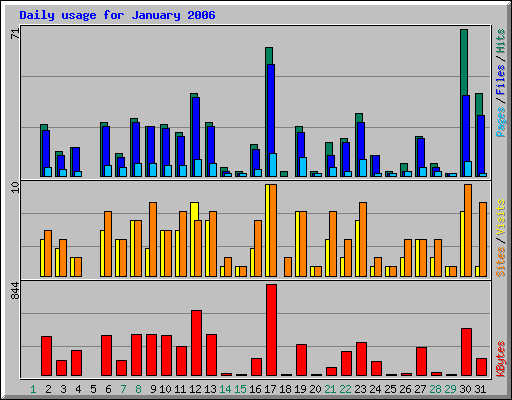 Daily usage for January 2006
71
Pages / Files / Hits
10
Sites / Visits
844
KBytes
1 2 3 4 5 6 7 8 9 10 11 12 13 14 15 16 17 18 19 20 21 22 23 24 25 26 27 28 29 30 31